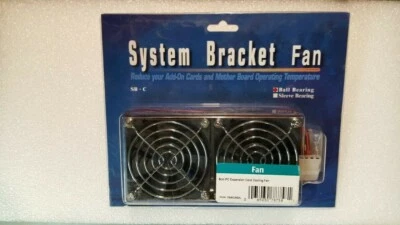 System Bracket Fan
Reduce your Add-On Cards and Mother Board Operating Temperature
SB - C
Ball Bearing
Sleeve Bearing
Fan